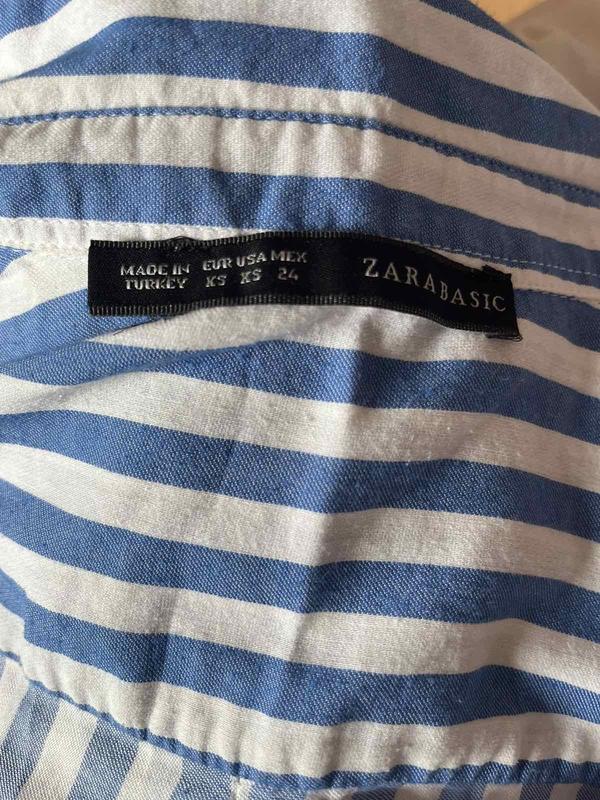 MADE IN
TURKEY
EUR USA MEX
XS XS 24
ZARABASIC